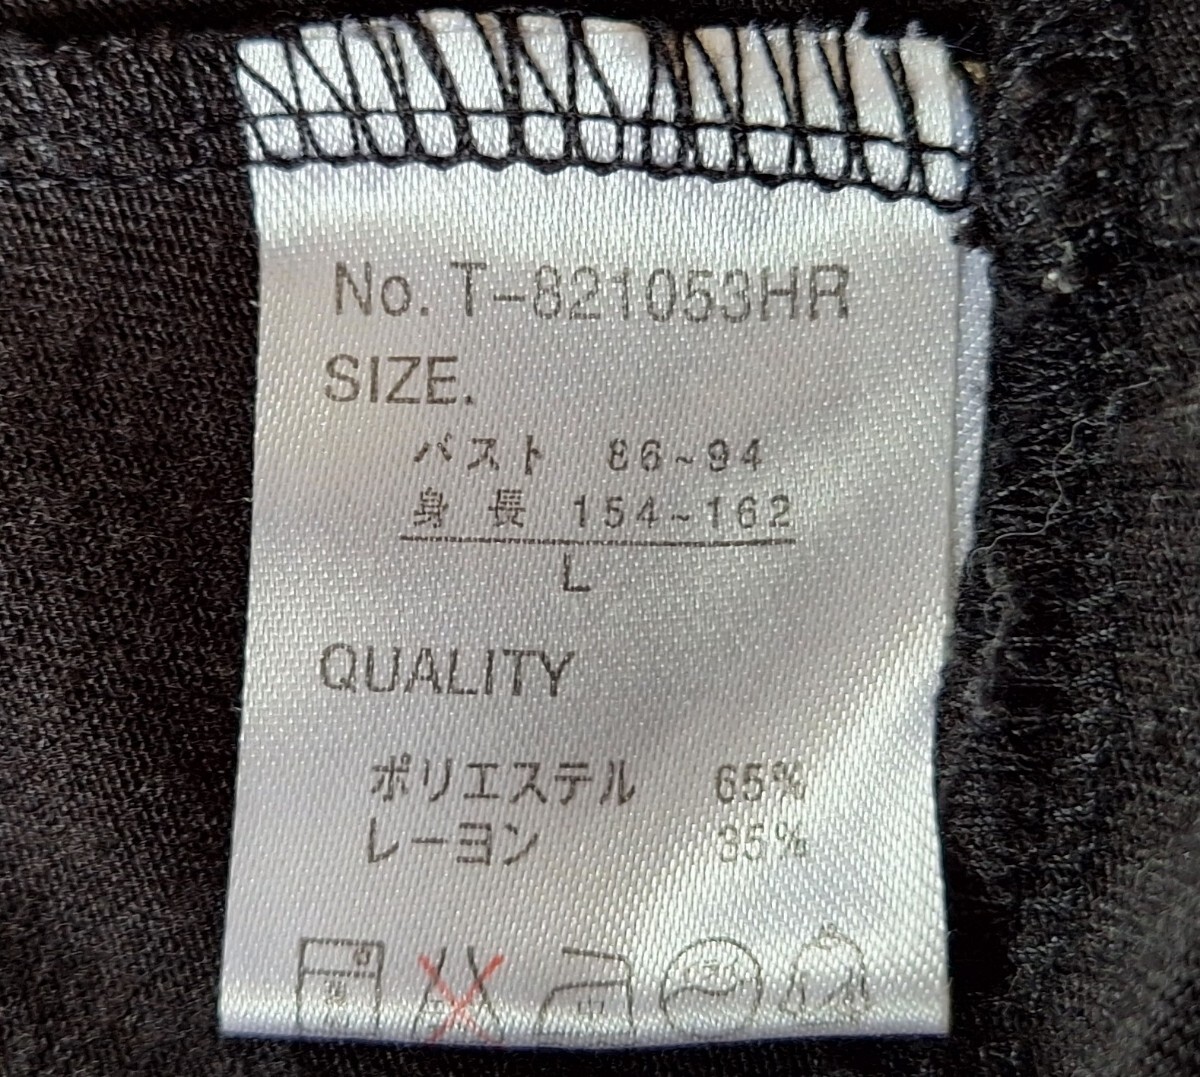 No. T-821053HR
SIZE.
バスト 86~94
身長 154~162
L
QUALITY
ポリエステル 65%
レーヨン 35%